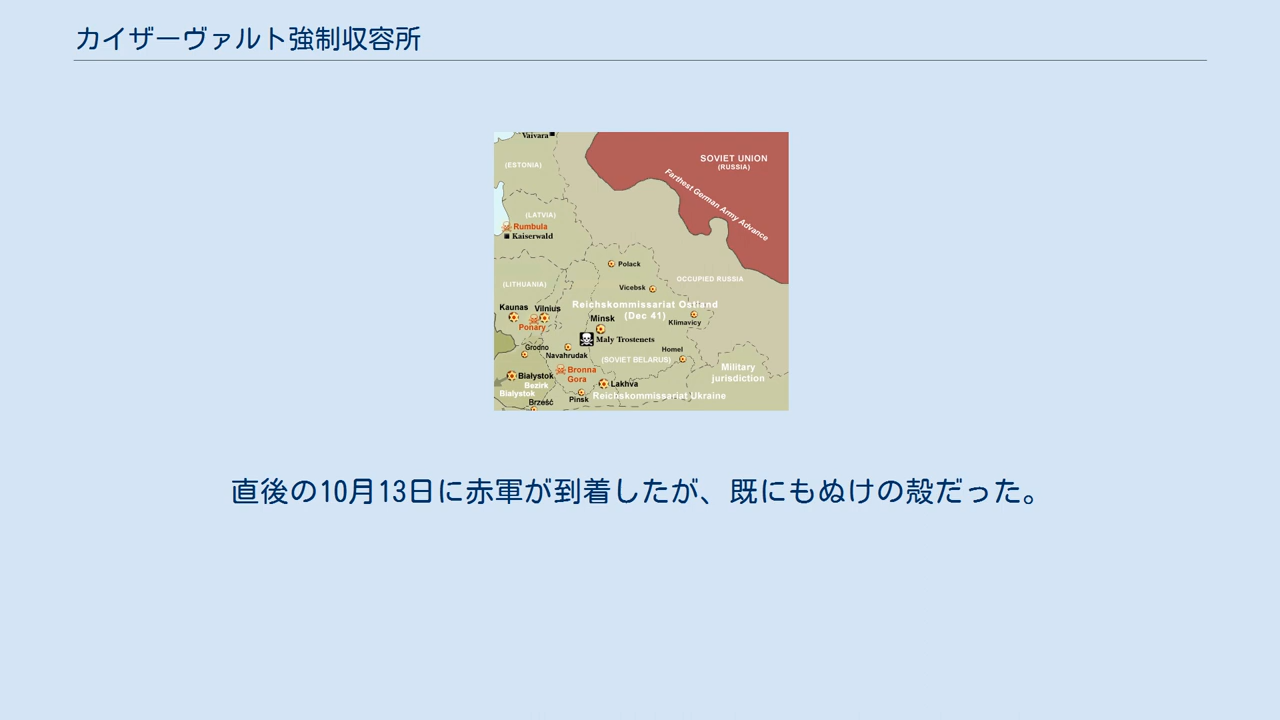 カイザーヴァルト強制収容所
Vaivara
(ESTONIA)
SOVIET UNION
(RUSSIA)
Farthest German Army Advance
(LATVIA)
Rumbula
Kaiserwald
Polack
OCCUPIED RUSSIA
(LITHUANIA)
Vicebsk
Reichskommissariat Ostland
(Dec 41)
Kaunas
Vilnius
Ponary
Minsk
Klimavicy
Maly Trostenets
Grodno
Navahrudak
Homel
(SOVIET BELARUS)
Military
jurisdiction
Bronna
Gora
Białystok
Bezirk
Białystok
Lakhva
Brześć
Pinsk
Reichskommissariat Ukraine
直後の10月13日に赤軍が到着したが、既にもぬけの殻だった。